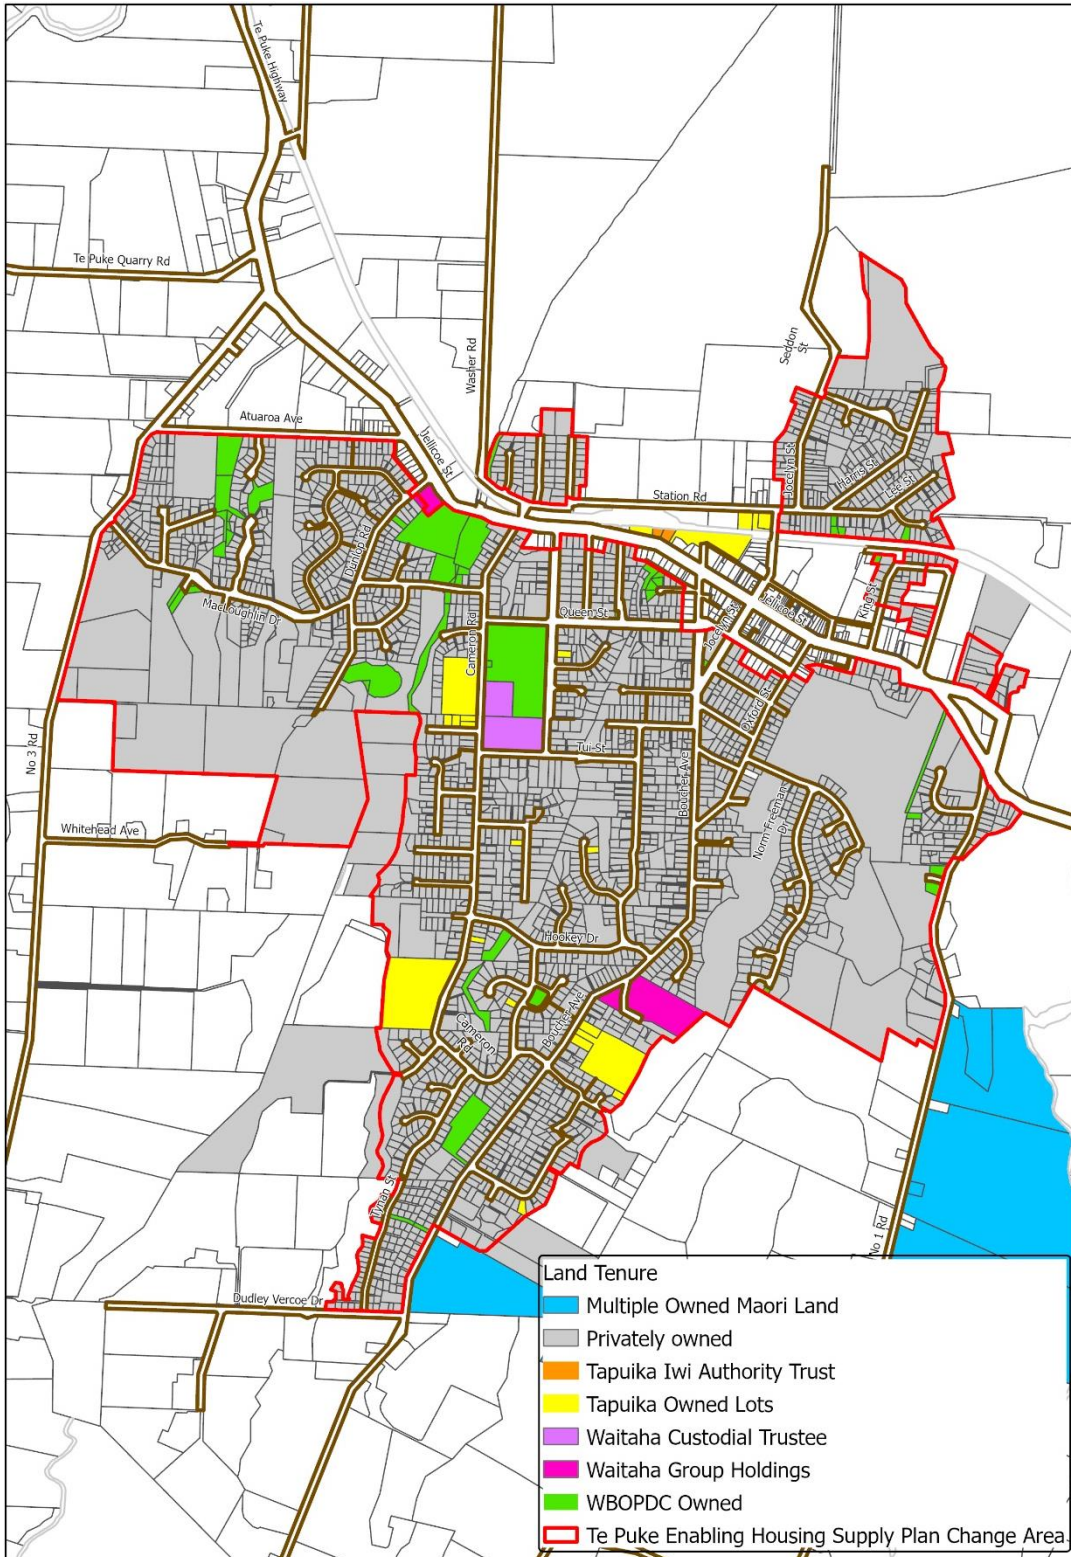 Te Puke Highway
Te Puke Quarry Rd
Washer Rd
Seddon St
Atuaroa Ave
Jellicoe St
Station Rd
Jocelyn St
Harris St
Lee St
Dunlop Rd
MacLoughlin Dr
Cameron Rd
Queen St
Jocelyn St
Jellicoe St
King St
Oxford St
No 3 Rd
Tui St
Boucher Ave
Norm Freeman Dr
Whitehead Ave
Hookey Dr
Cameron Rd
Boucher Ave
Tynan St
No 1 Rd
Dudley Vercoe Dr
Land Tenure
Multiple Owned Maori Land
Privately owned
Tapuika Iwi Authority Trust
Tapuika Owned Lots
Waitaha Custodial Trustee
Waitaha Group Holdings
WBOPDC Owned
Te Puke Enabling Housing Supply Plan Change Area